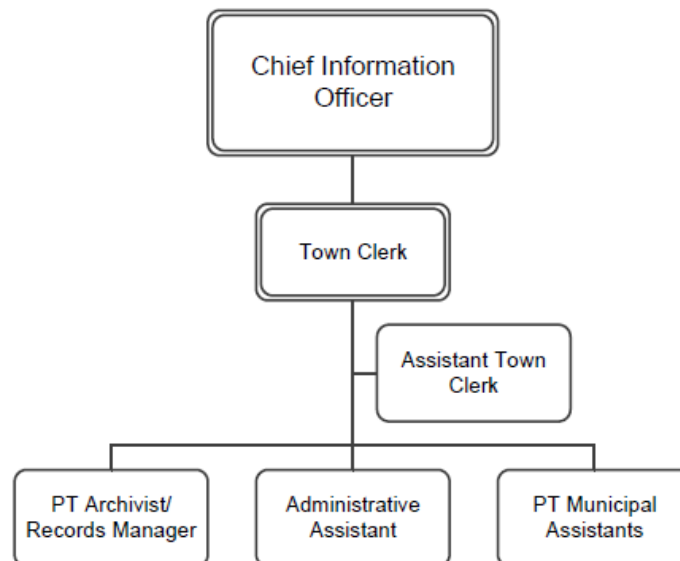 Chief Information
Officer
Town Clerk
Assistant Town
Clerk
PT Archivist/
Records Manager
Administrative
Assistant
PT Municipal
Assistants